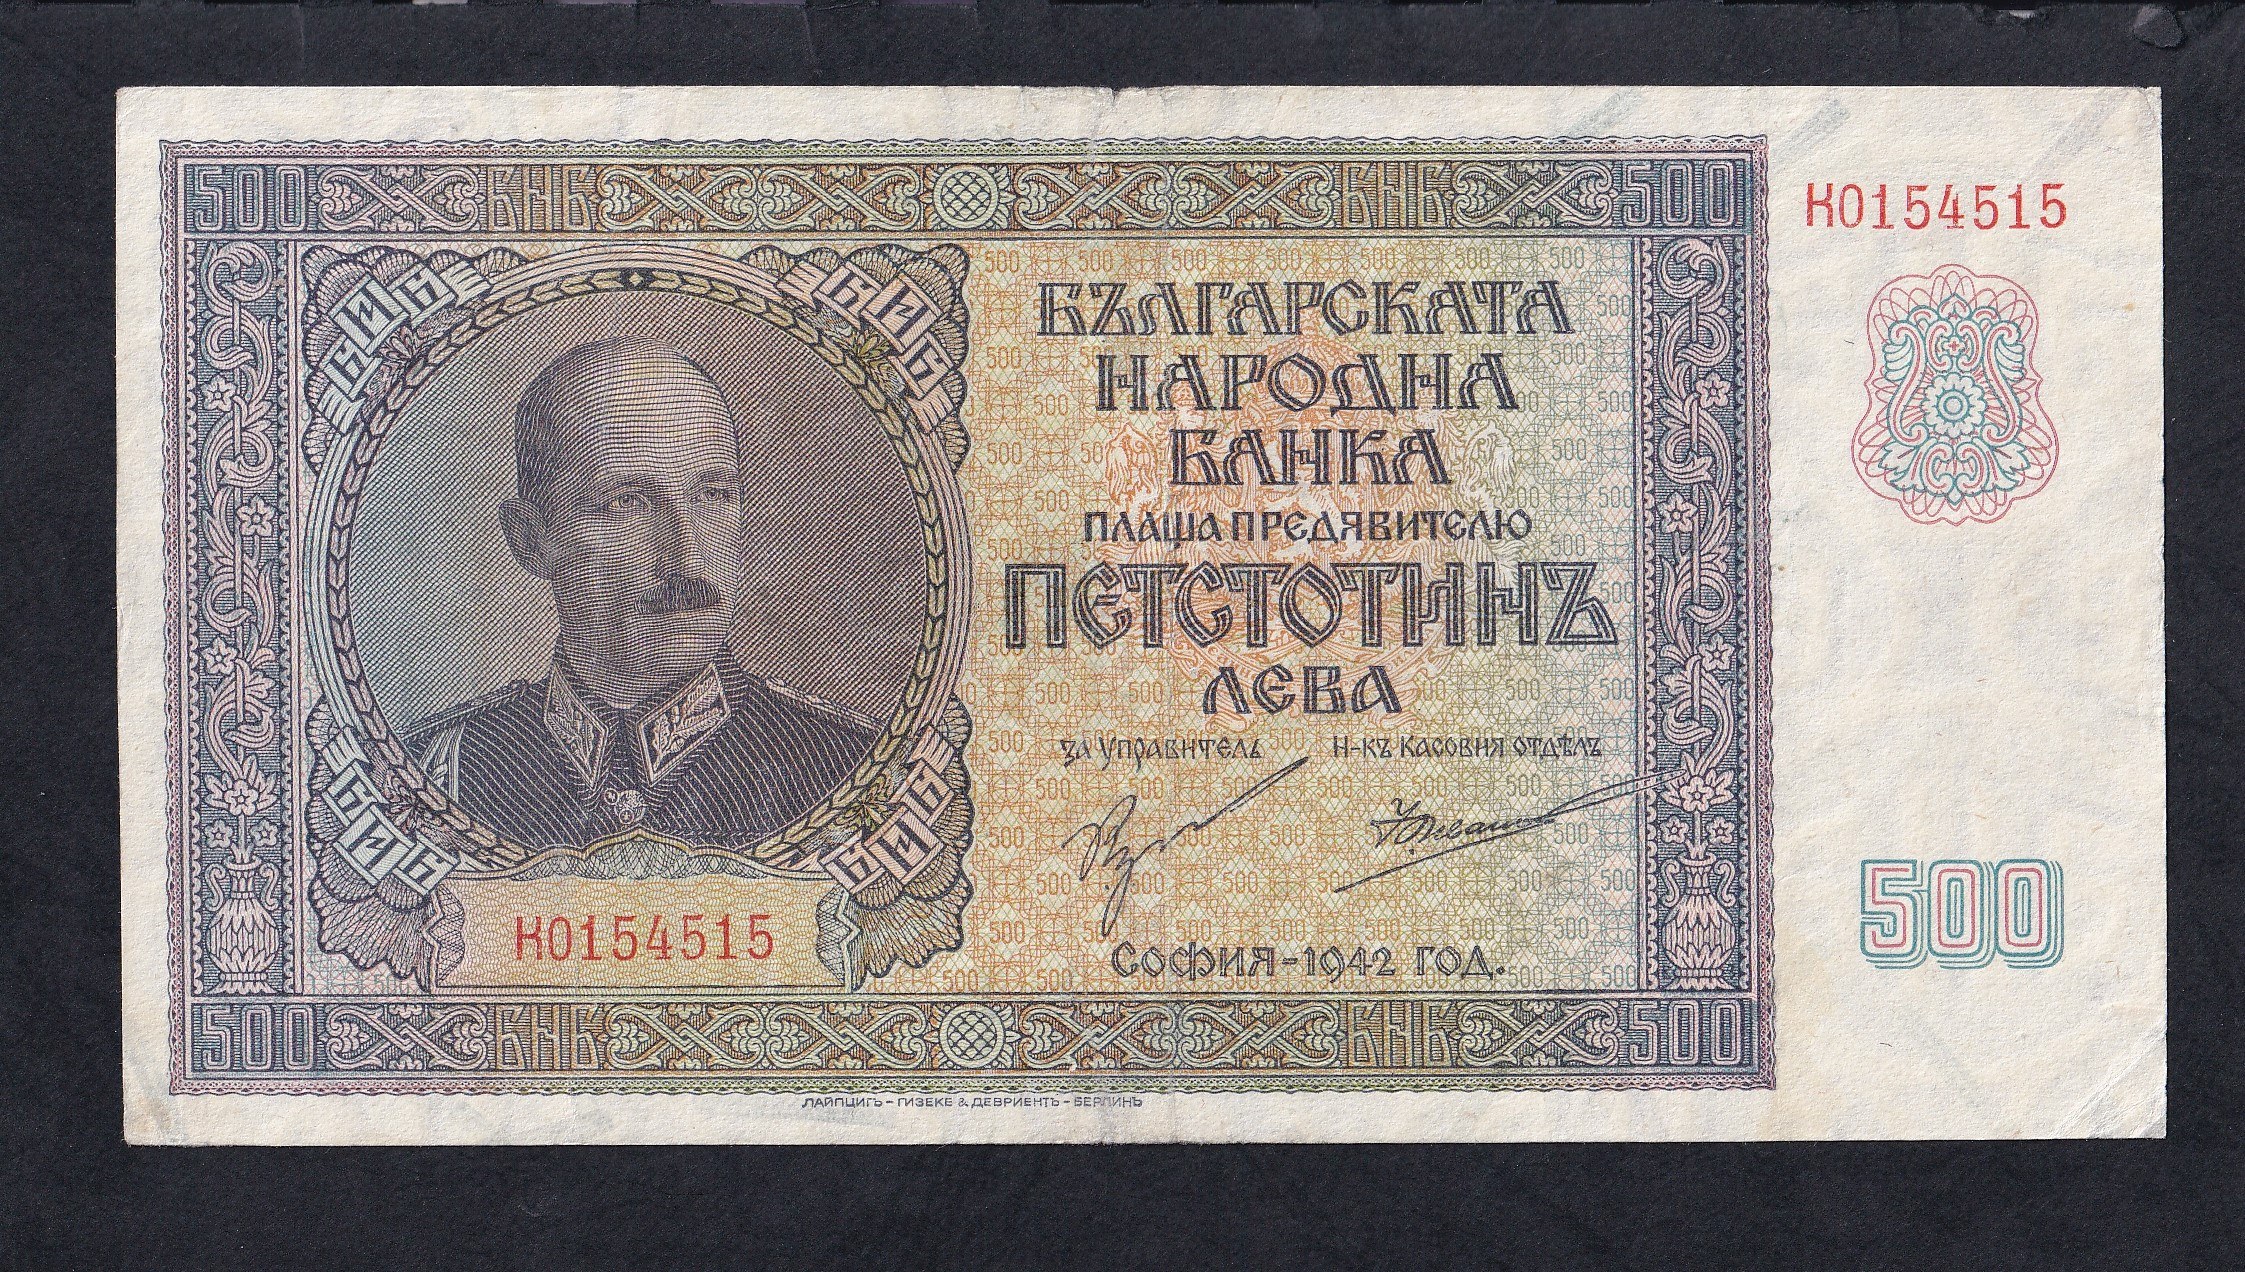 500 БНБ БНБ 500
К0154515
БЪЛГАРСКАТА
НАРОДНА
БАНКА
ПЛАЩА ПРЕДЯВИТЕЛЮ
ПЕТСТОТИНЪ
ЛЕВА
ЗА УПРАВИТЕЛЬ Н-КЪ КАСОВИЯ ОТДѢЛЪ
К0154515
СОФИЯ-1942 ГОД.
500
500 БНБ БНБ 500
ЛАЙПЦИГЪ - ГИЗЕКЕ & ДЕВРИЕНТЪ - БЕРЛИНЪ